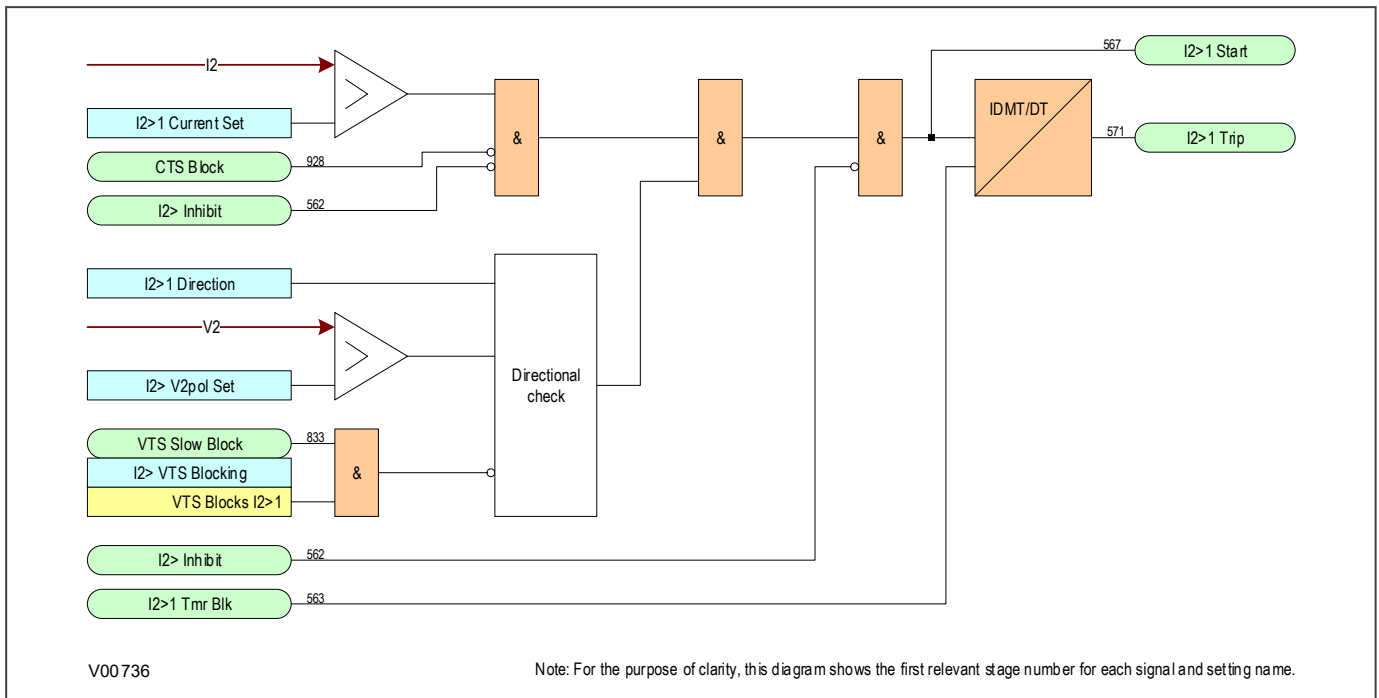 I2
567
I2>1 Start
>
IDMT/DT
I2>1 Current Set
&
&
&
571
I2>1 Trip
CTS Block
928
I2> Inhibit
562
I2>1 Direction
V2
>
Directional
check
I2> V2pol Set
VTS Slow Block
833
I2> VTS Blocking
&
VTS Blocks I2>1
I2> Inhibit
562
I2>1 Tmr Blk
563
V00736
Note: For the purpose of clarity, this diagram shows the first relevant stage number for each signal and setting name.